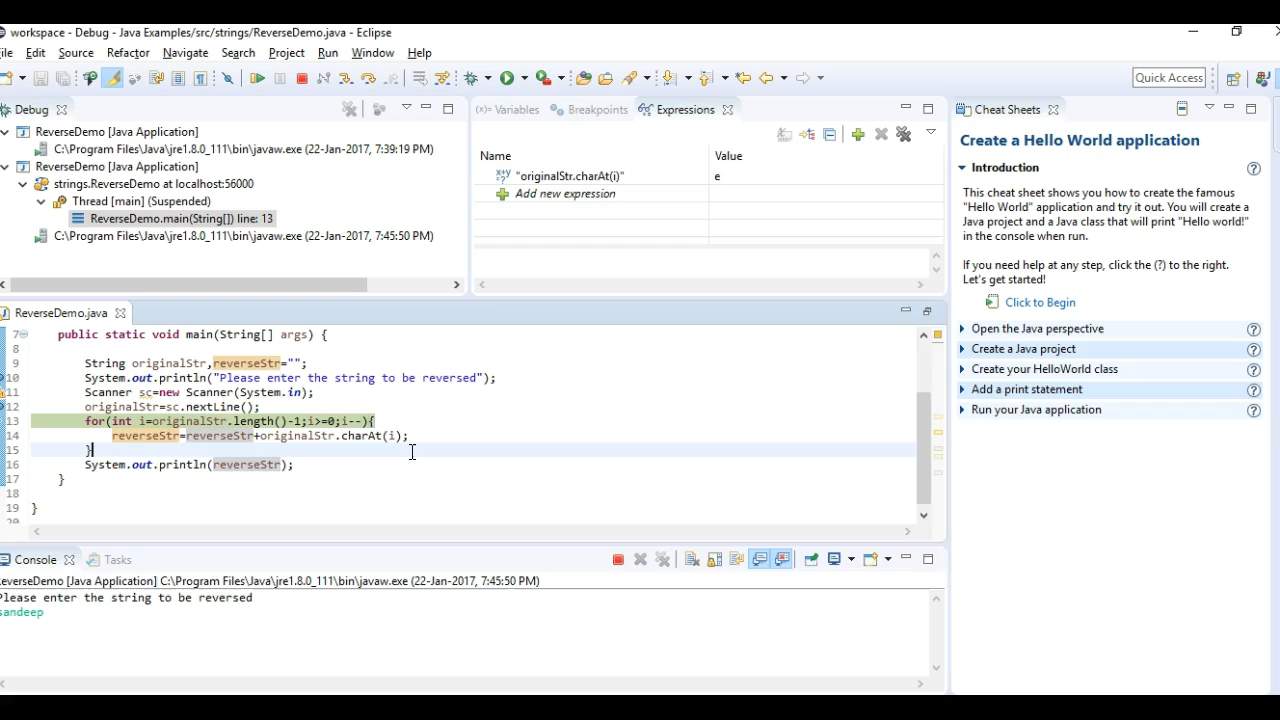 workspace - Debug - Java Examples/src/strings/ReverseDemo.java - Eclipse
ile Edit Source Refactor Navigate Search Project Run Window Help
Quick Access
Debug
ReverseDemo [Java Application]
C:\Program Files\Java\jre1.8.0_111\bin\javaw.exe (22-Jan-2017, 7:39:19 PM)
ReverseDemo [Java Application]
strings.ReverseDemo at localhost:56000
Thread [main] (Suspended)
ReverseDemo.main(String[]) line: 13
C:\Program Files\Java\jre1.8.0_111\bin\javaw.exe (22-Jan-2017, 7:45:50 PM)
(x)= Variables Breakpoints Expressions
Name Value
"originalStr.charAt(i)" e
Add new expression
Cheat Sheets
Create a Hello World application
Introduction
This cheat sheet shows you how to create the famous
"Hello World" application and try it out. You will create a
Java project and a Java class that will print "Hello world!"
in the console when run.
If you need help at any step, click the (?) to the right.
Let's get started!
Click to Begin
Open the Java perspective
Create a Java project
Create your HelloWorld class
Add a print statement
Run your Java application
ReverseDemo.java
7 public static void main(String[] args) {
8
9 String originalStr,reverseStr="";
10 System.out.println("Please enter the string to be reversed");
11 Scanner sc=new Scanner(System.in);
12 originalStr=sc.nextLine();
13 for(int i=originalStr.length()-1;i>=0;i--){
14 reverseStr=reverseStr+originalStr.charAt(i);
15 }
16 System.out.println(reverseStr);
17 }
18
19 }
20
Console Tasks
everseDemo [Java Application] C:\Program Files\Java\jre1.8.0_111\bin\javaw.exe (22-Jan-2017, 7:45:50 PM)
Please enter the string to be reversed
sandeep